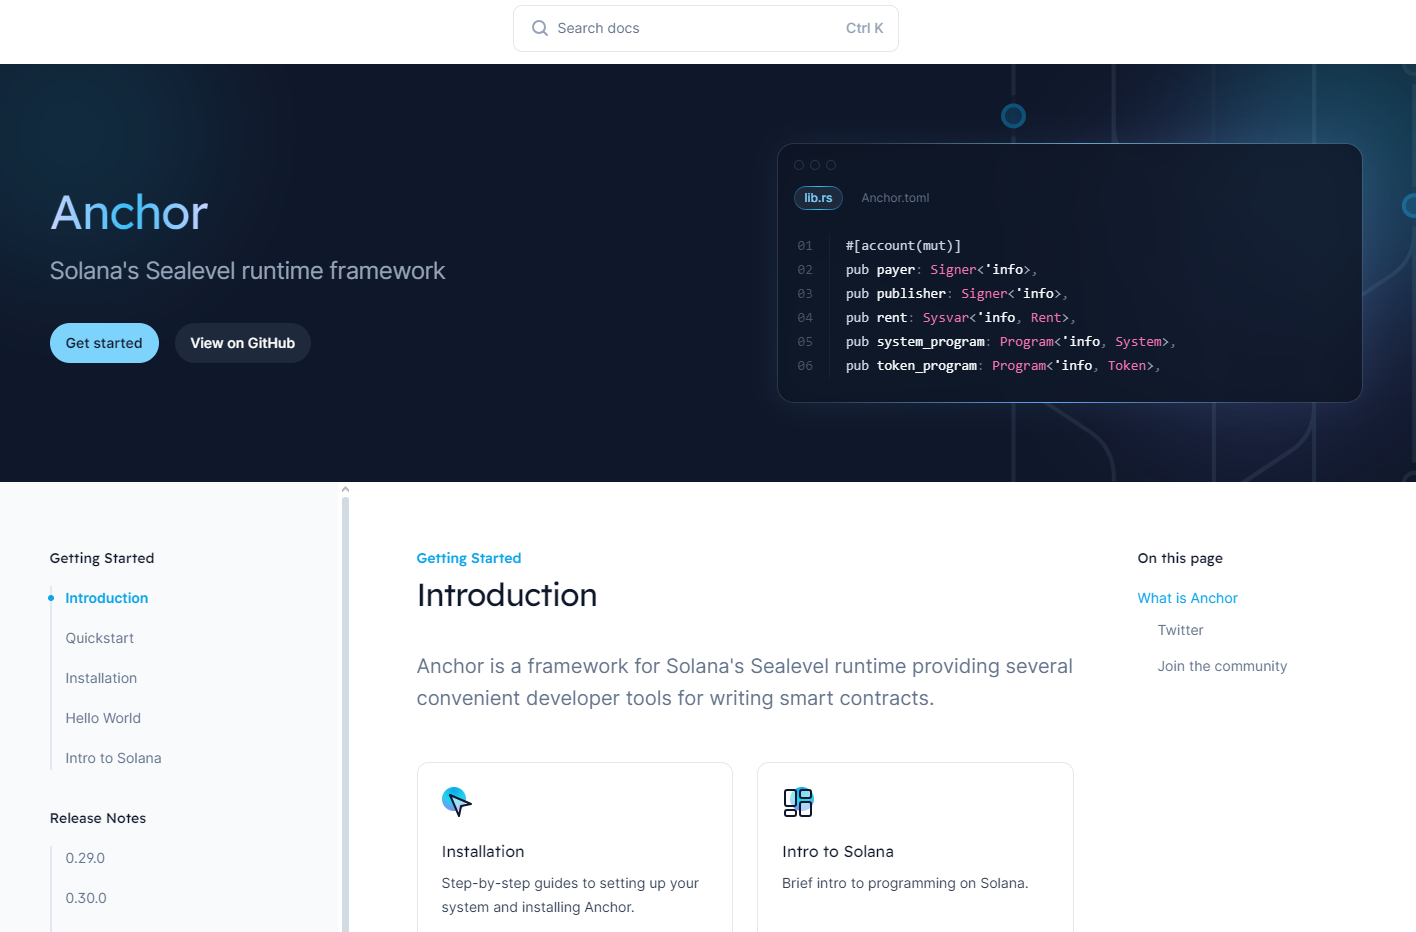 Search docs Ctrl K
Anchor
Solana's Sealevel runtime framework
Get started View on GitHub
lib.rs Anchor.toml
01 #[account(mut)]
02 pub payer: Signer<'info>,
03 pub publisher: Signer<'info>,
04 pub rent: Sysvar<'info, Rent>,
05 pub system_program: Program<'info, System>,
06 pub token_program: Program<'info, Token>,
Getting Started
Introduction
Quickstart
Installation
Hello World
Intro to Solana
Release Notes
0.29.0
0.30.0
Getting Started
Introduction
Anchor is a framework for Solana's Sealevel runtime providing several
convenient developer tools for writing smart contracts.
Installation
Step-by-step guides to setting up your
system and installing Anchor.
Intro to Solana
Brief intro to programming on Solana.
On this page
What is Anchor
Twitter
Join the community